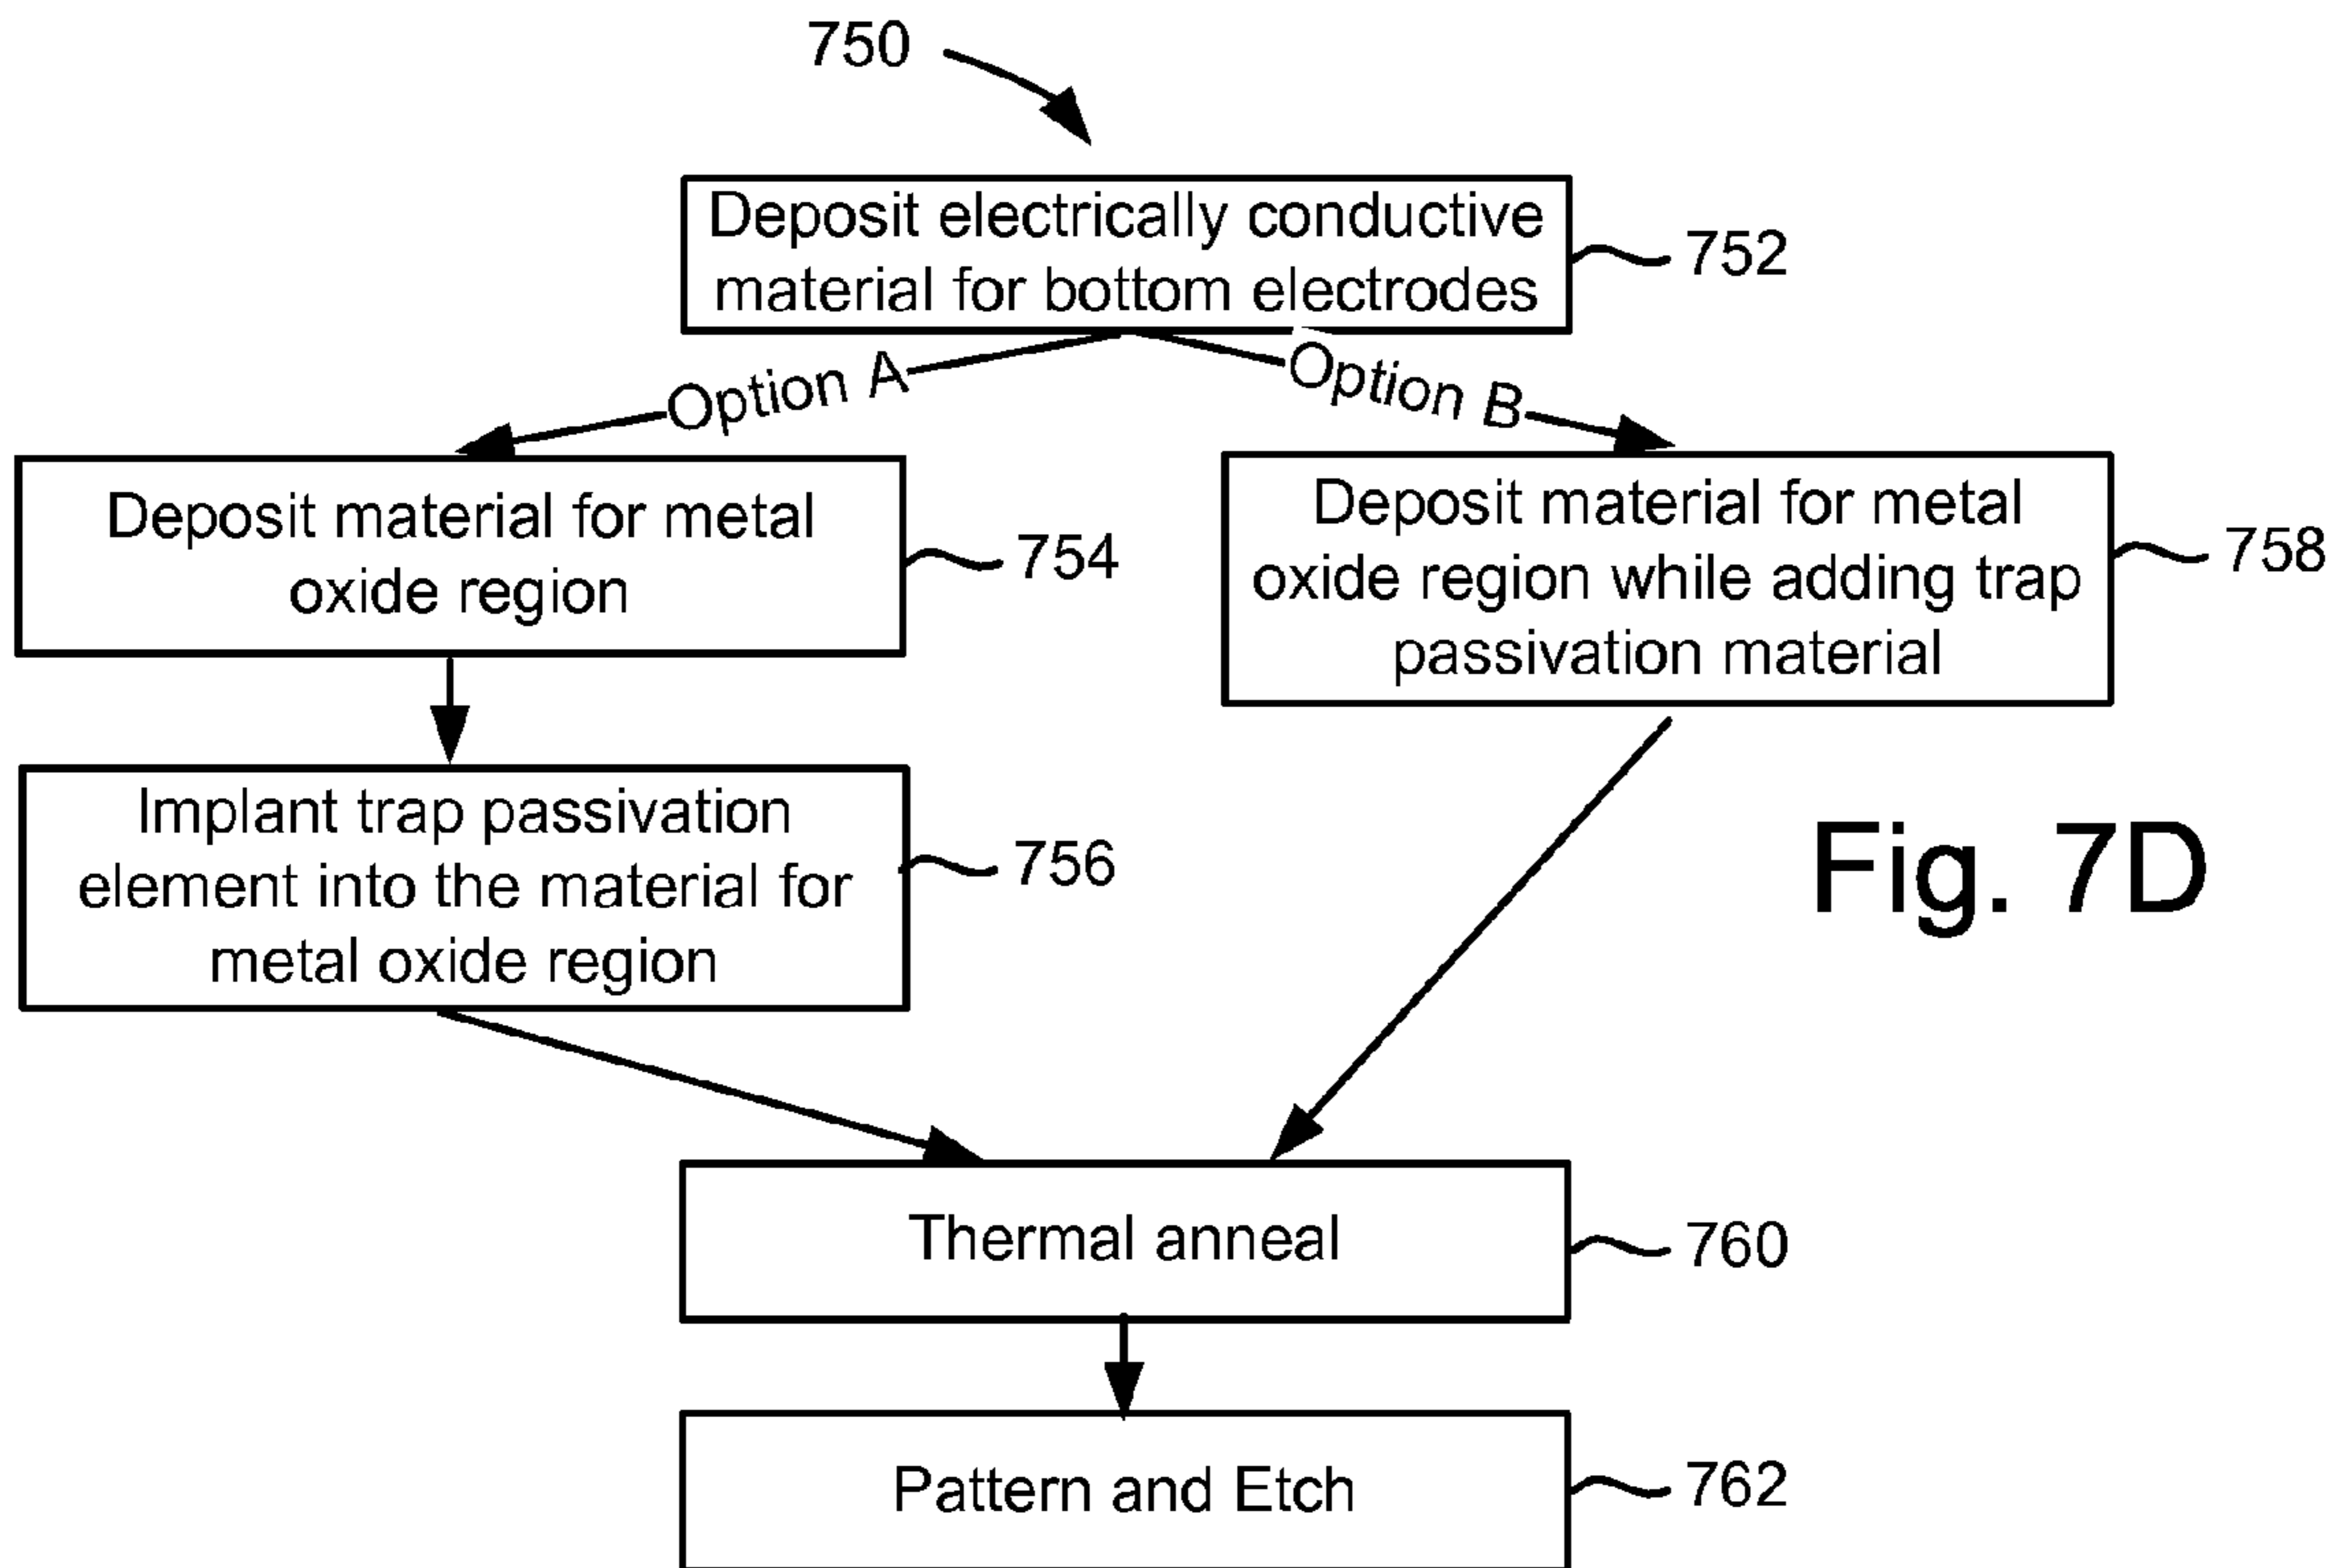 750
Deposit electrically conductive
material for bottom electrodes
752
Option A
Option B
Deposit material for metal
oxide region
754
Deposit material for metal
oxide region while adding trap
passivation material
758
Implant trap passivation
element into the material for
metal oxide region
756
Fig. 7D
Thermal anneal
760
Pattern and Etch
762